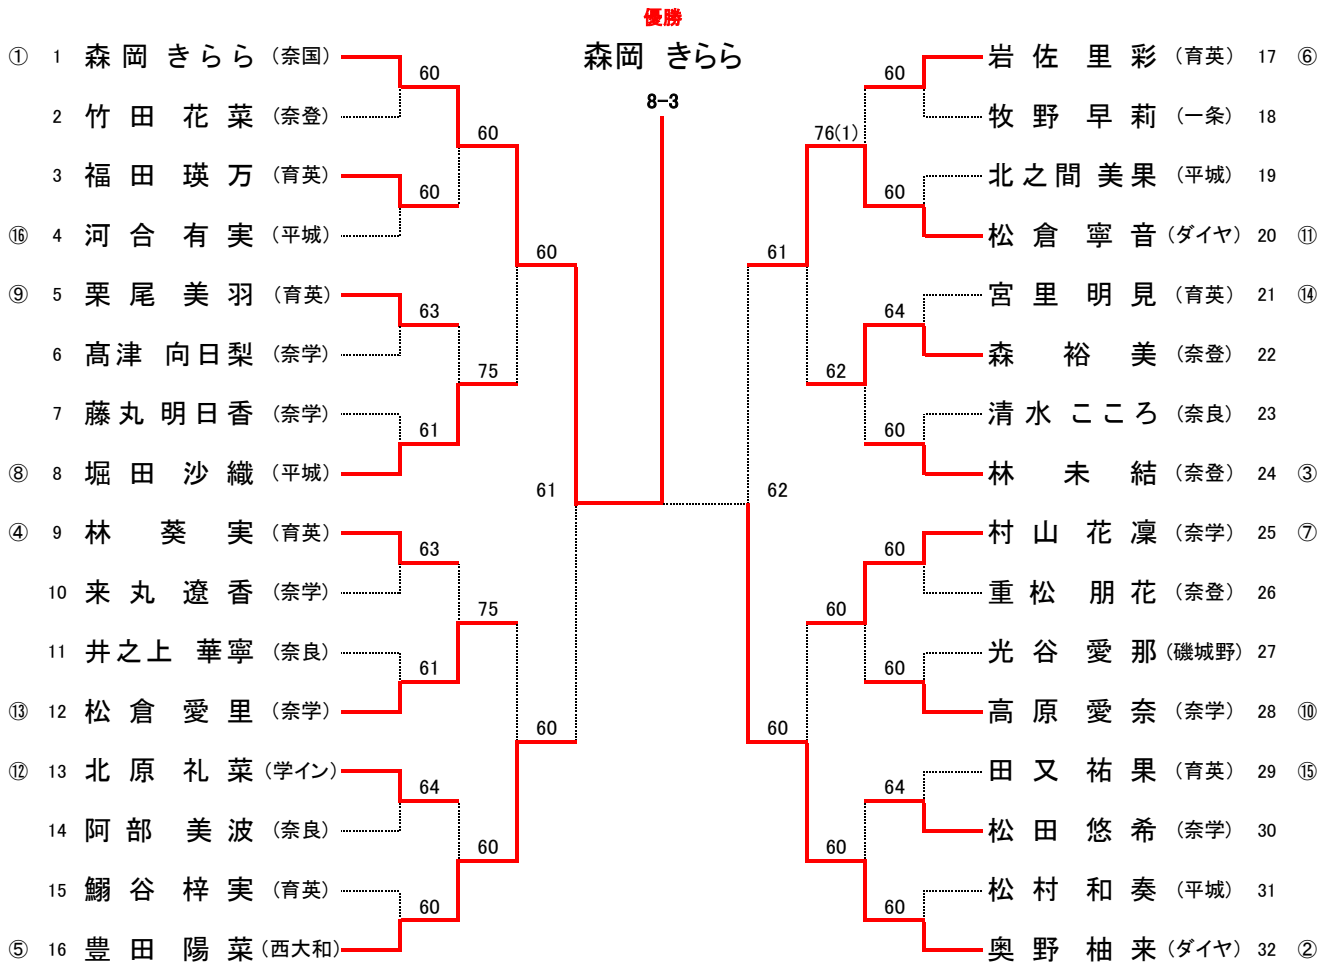 優勝
森岡 きらら
8-3
① 1 森岡 きらら (奈国)
2 竹田 花菜 (奈登)
3 福田 瑛万 (育英)
⑯ 4 河合 有実 (平城)
⑨ 5 栗尾 美羽 (育英)
6 髙津 向日梨 (奈学)
7 藤丸 明日香 (奈学)
⑧ 8 堀田 沙織 (平城)
④ 9 林 葵実 (育英)
10 来丸 遼香 (奈学)
11 井之上 華寧 (奈良)
⑬ 12 松倉 愛里 (奈学)
⑫ 13 北原 礼菜 (学イン)
14 阿部 美波 (奈良)
15 鰯谷 梓実 (育英)
⑤ 16 豊田 陽菜 (西大和)
60
60
63
61
63
61
64
60
60
75
75
60
60
60
61
62
61
60
76(1)
62
60
60
60
60
64
60
60
60
64
60
岩佐 里彩 (育英) 17 ⑥
牧野 早莉 (一条) 18
北之間 美果 (平城) 19
松倉 寧音 (ダイヤ) 20 ⑪
宮里 明見 (育英) 21 ⑭
森 裕美 (奈登) 22
清水 こころ (奈良) 23
林 未結 (奈登) 24 ③
村山 花凜 (奈学) 25 ⑦
重松 朋花 (奈登) 26
光谷 愛那 (磯城野) 27
高原 愛奈 (奈学) 28 ⑩
田又 祐果 (育英) 29 ⑮
松田 悠希 (奈学) 30
松村 和奏 (平城) 31
奥野 柚来 (ダイヤ) 32 ②